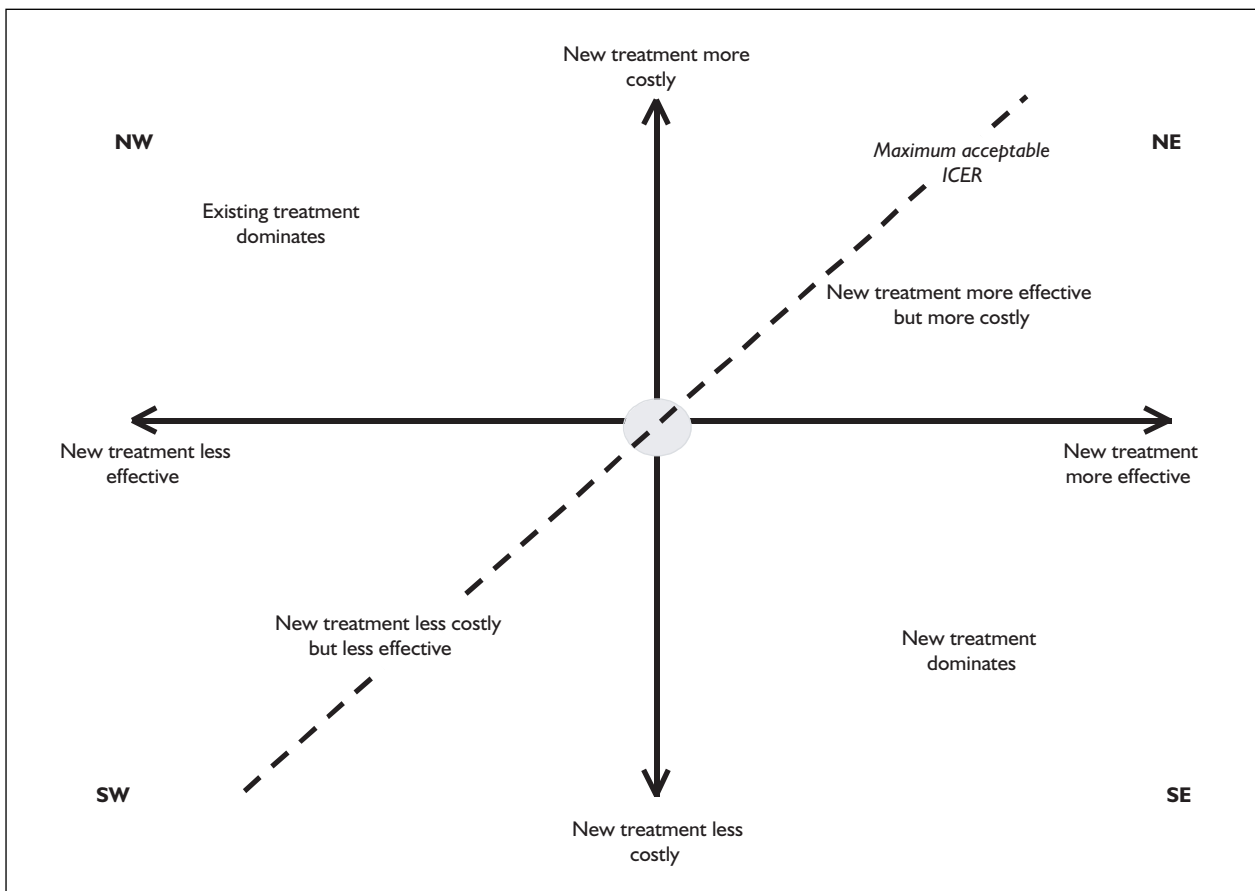 New treatment more
costly
NW
NE
Maximum acceptable
ICER
Existing treatment
dominates
New treatment more effective
but more costly
New treatment less
effective
New treatment
more effective
New treatment less costly
but less effective
New treatment
dominates
SW
SE
New treatment less
costly